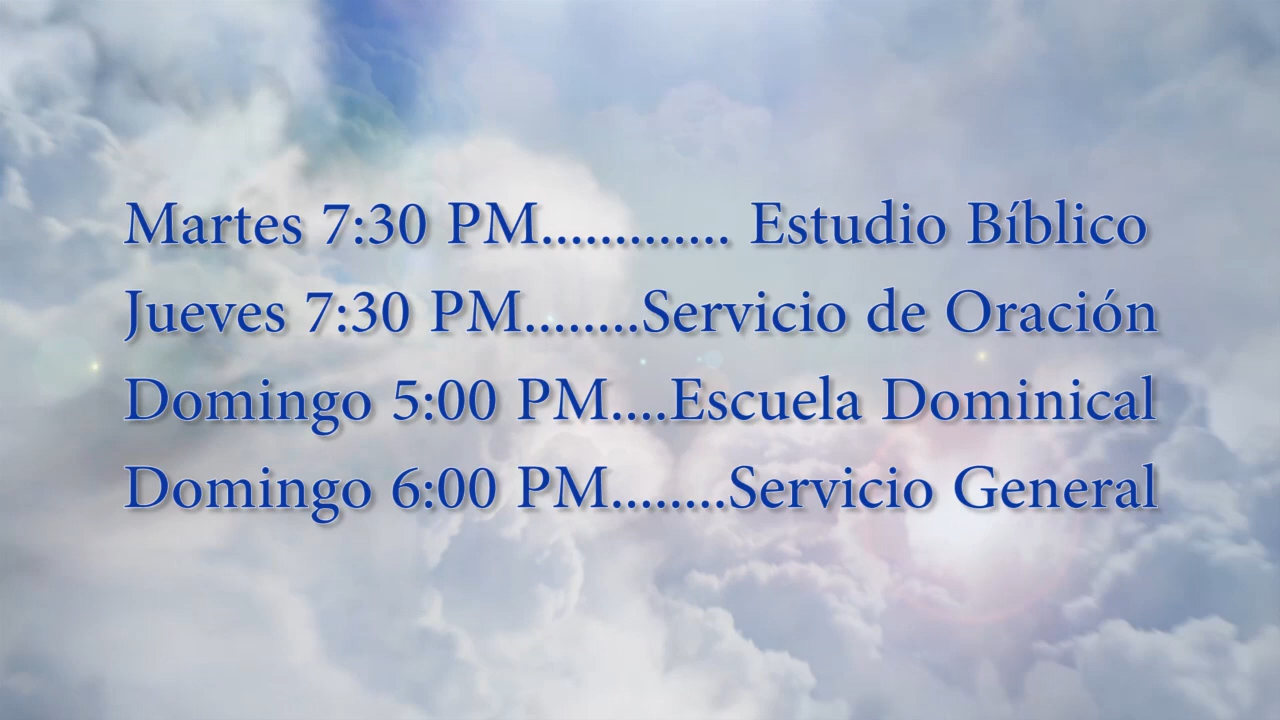 Martes 7:30 PM............. Estudio Bíblico
Jueves 7:30 PM........Servicio de Oración
Domingo 5:00 PM....Escuela Dominical
Domingo 6:00 PM........Servicio General